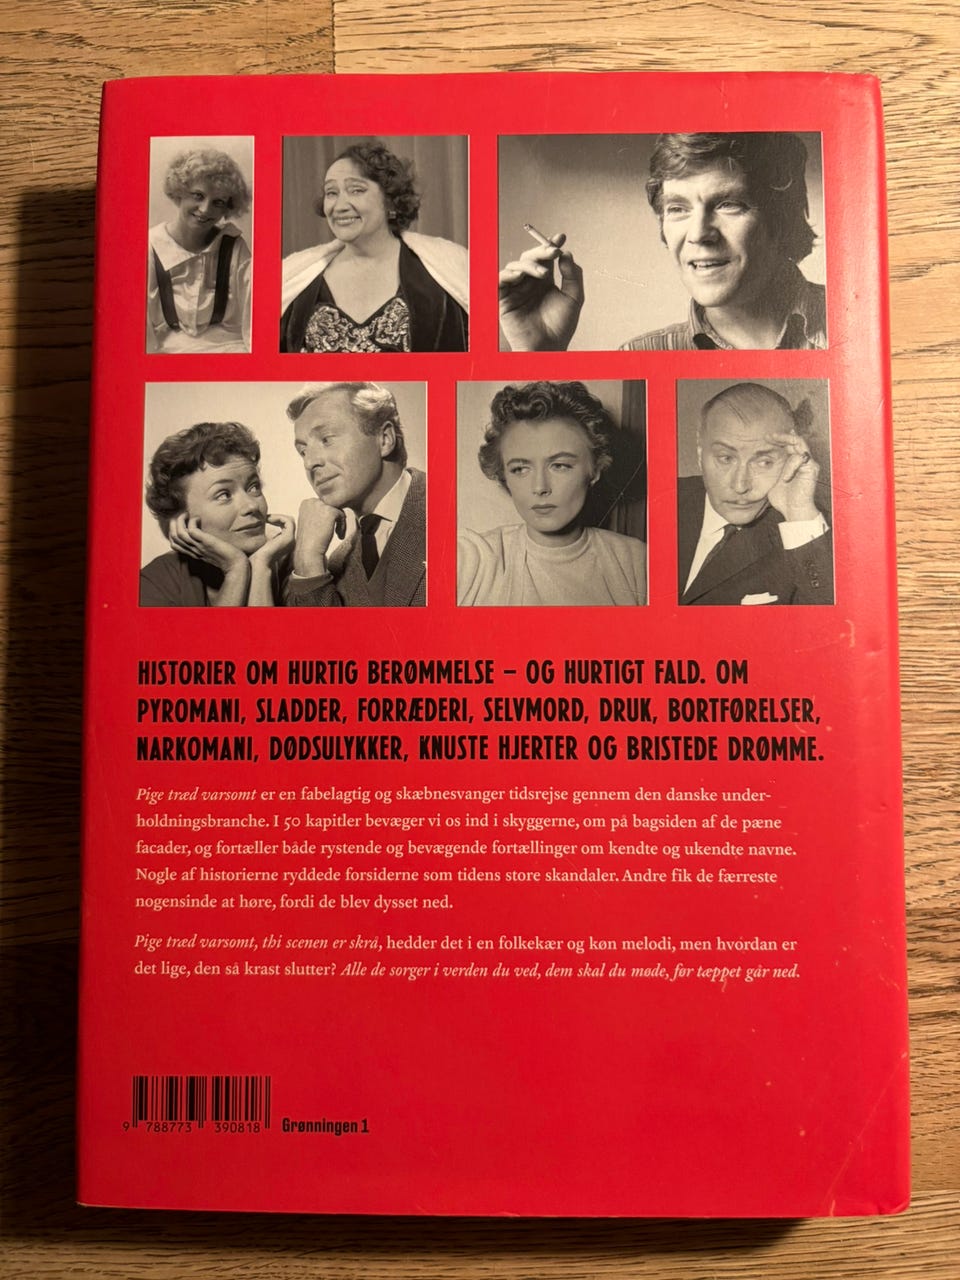 HISTORIER OM HURTIG BERØMMELSE – OG HURTIGT FALD. OM
PYROMANI, SLADDER, FORRÆDERI, SELVMORD, DRUK, BORTFØRELSER,
NARKOMANI, DØDSULYKKER, KNUSTE HJERTER OG BRISTEDE DRØMME.
Pige træd varsomt er en fabelagtig og skæbnesvanger tidsrejse gennem den danske under-
holdningsbranche. I 50 kapitler bevæger vi os ind i skyggerne, om på bagsiden af de pæne
facader, og fortæller både rystende og bevægende fortællinger om kendte og ukendte navne.
Nogle af historierne ryddede forsiderne som tidens store skandaler. Andre fik de færreste
nogensinde at høre, fordi de blev dysset ned.
Pige træd varsomt, thi scenen er skrå, hedder det i en folkekær og køn melodi, men hvordan er
det lige, den så krast slutter? Alle de sorger i verden du ved, dem skal du møde, før tæppet går ned.
9 788773 390818
Grønningen 1